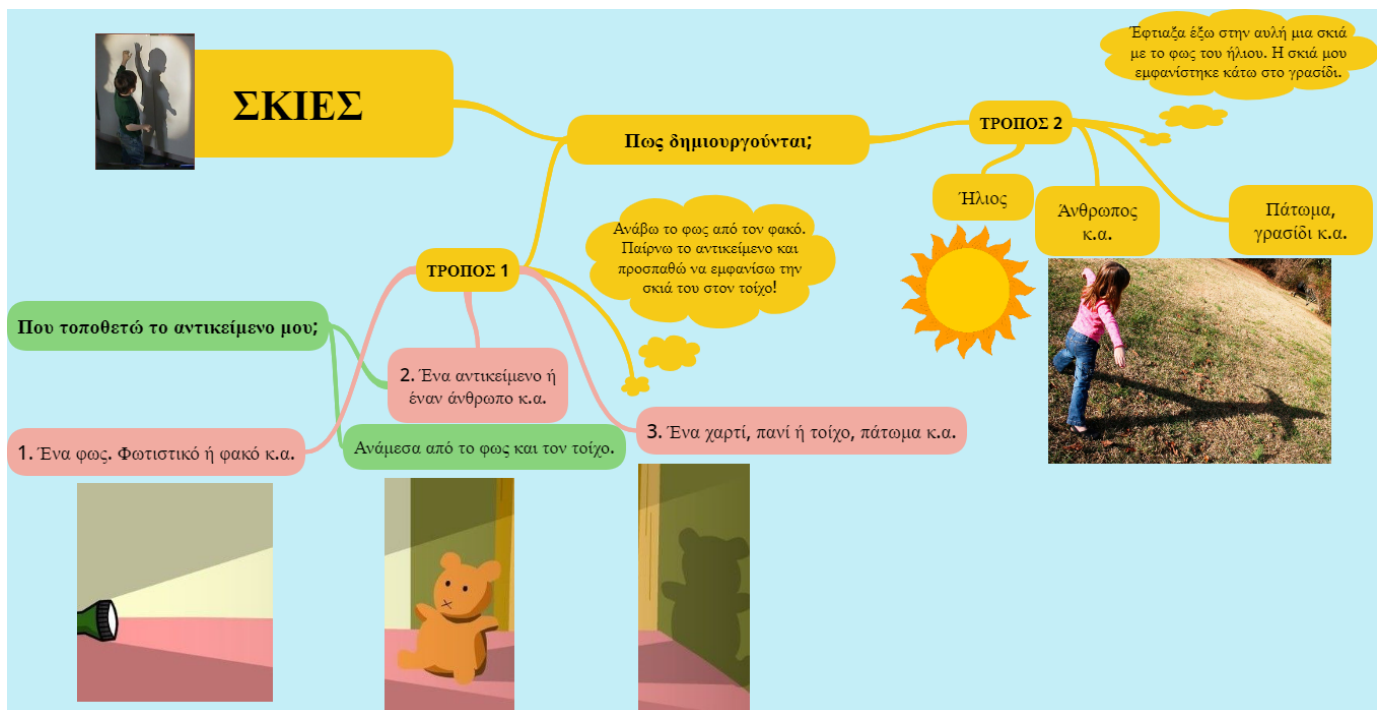 ΣΚΙΕΣ
Πως δημιουργούνται;
ΤΡΟΠΟΣ 2
Έφτιαξα έξω στην αυλή μια σκιά
με το φως του ήλιου. Η σκιά μου
εμφανίστηκε κάτω στο γρασίδι.
Ήλιος
Άνθρωπος
κ.α.
Πάτωμα,
γρασίδι κ.α.
ΤΡΟΠΟΣ 1
Ανάβω το φως από τον φακό.
Παίρνω το αντικείμενο και
προσπαθώ να εμφανίσω την
σκιά του στον τοίχο!
Που τοποθετώ το αντικείμενο μου;
2. Ένα αντικείμενο ή
έναν άνθρωπο κ.α.
1. Ένα φως. Φωτιστικό ή φακό κ.α.
Ανάμεσα από το φως και τον τοίχο.
3. Ένα χαρτί, πανί ή τοίχο, πάτωμα κ.α.